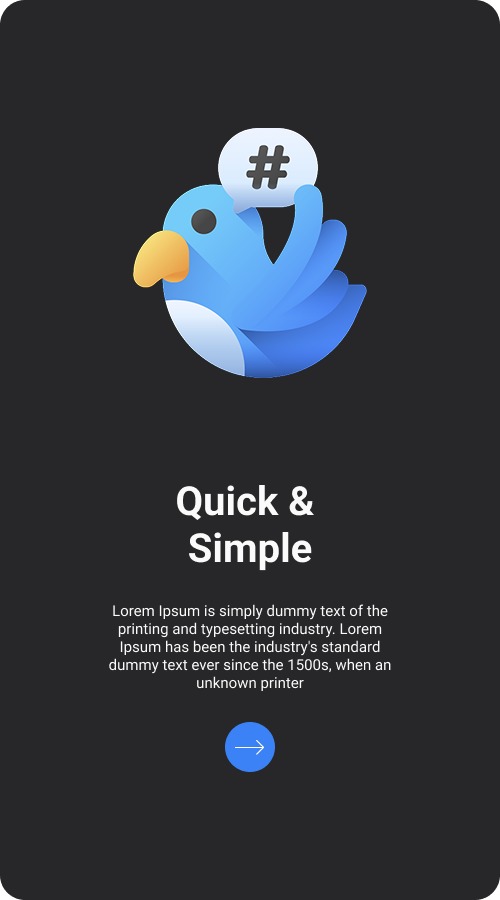 #
Quick &
Simple
Lorem Ipsum is simply dummy text of the
printing and typesetting industry. Lorem
Ipsum has been the industry's standard
dummy text ever since the 1500s, when an
unknown printer